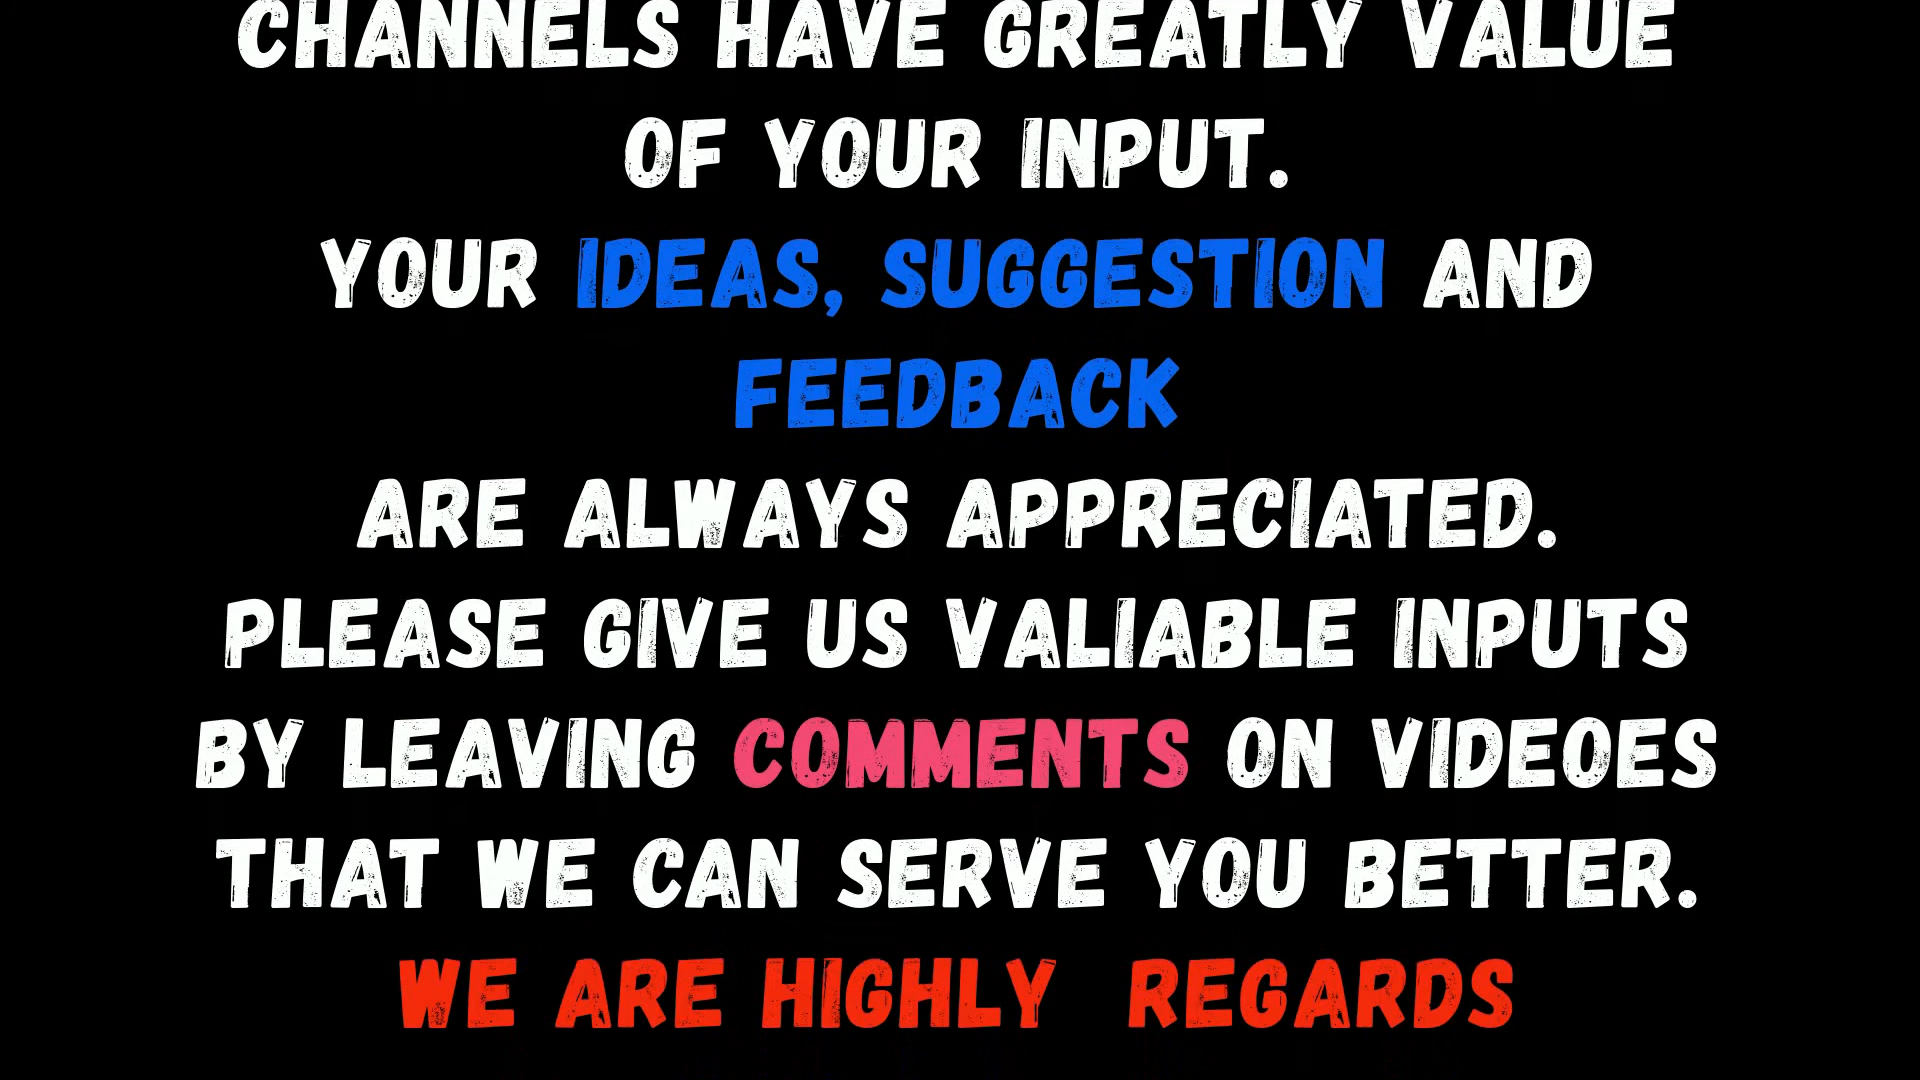 CHANNELS HAVE GREATLY VALUE
OF YOUR INPUT.
YOUR IDEAS, SUGGESTION AND
FEEDBACK
ARE ALWAYS APPRECIATED.
PLEASE GIVE US VALIABLE INPUTS
BY LEAVING COMMENTS ON VIDEOES
THAT WE CAN SERVE YOU BETTER.
WE ARE HIGHLY  REGARDS